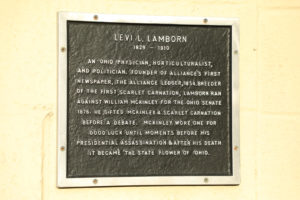 LEVI L. LAMBORN
1829 - 1910
AN OHIO PHYSICIAN, HORTICULTURALIST,
AND POLITICIAN. FOUNDER OF ALLIANCE'S FIRST
NEWSPAPER, THE ALLIANCE LEDGER, 1854. BREEDER
OF THE FIRST SCARLET CARNATION, LAMBORN RAN
AGAINST WILLIAM MCKINLEY FOR THE OHIO SENATE
1876. HE GIFTED MCKINLEY A SCARLET CARNATION
BEFORE A DEBATE. MCKINLEY WORE ONE FOR
GOOD LUCK UNTIL MOMENTS BEFORE HIS
PRESIDENTIAL ASSASSINATION & AFTER HIS DEATH
IT BECAME THE STATE FLOWER OF OHIO.